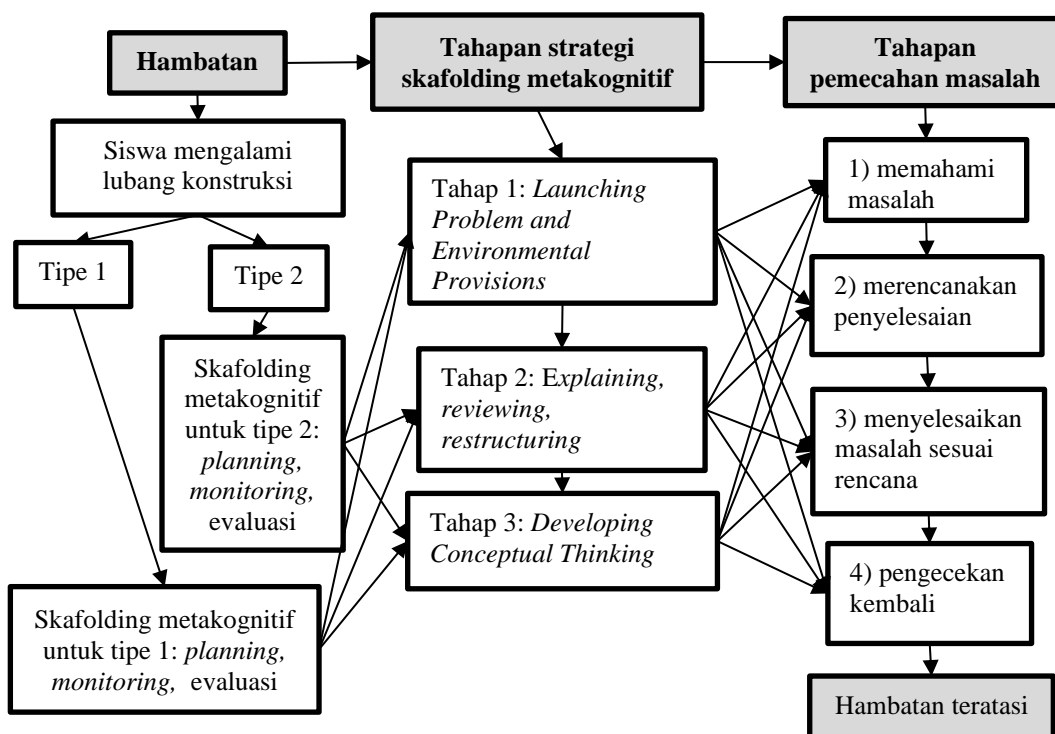 Hambatan
Tahapan strategi
skafolding metakognitif
Tahapan
pemecahan masalah
Siswa mengalami
lubang konstruksi
Tipe 1
Tipe 2
Skafolding
metakognitif
untuk tipe 2:
planning,
monitoring,
evaluasi
Skafolding metakognitif
untuk tipe 1: planning,
monitoring, evaluasi
Tahap 1: Launching
Problem and
Environmental
Provisions
Tahap 2: Explaining,
reviewing,
restructuring
Tahap 3: Developing
Conceptual Thinking
1) memahami
masalah
2) merencanakan
penyelesaian
3) menyelesaikan
masalah sesuai
rencana
4) pengecekan
kembali
Hambatan teratasi